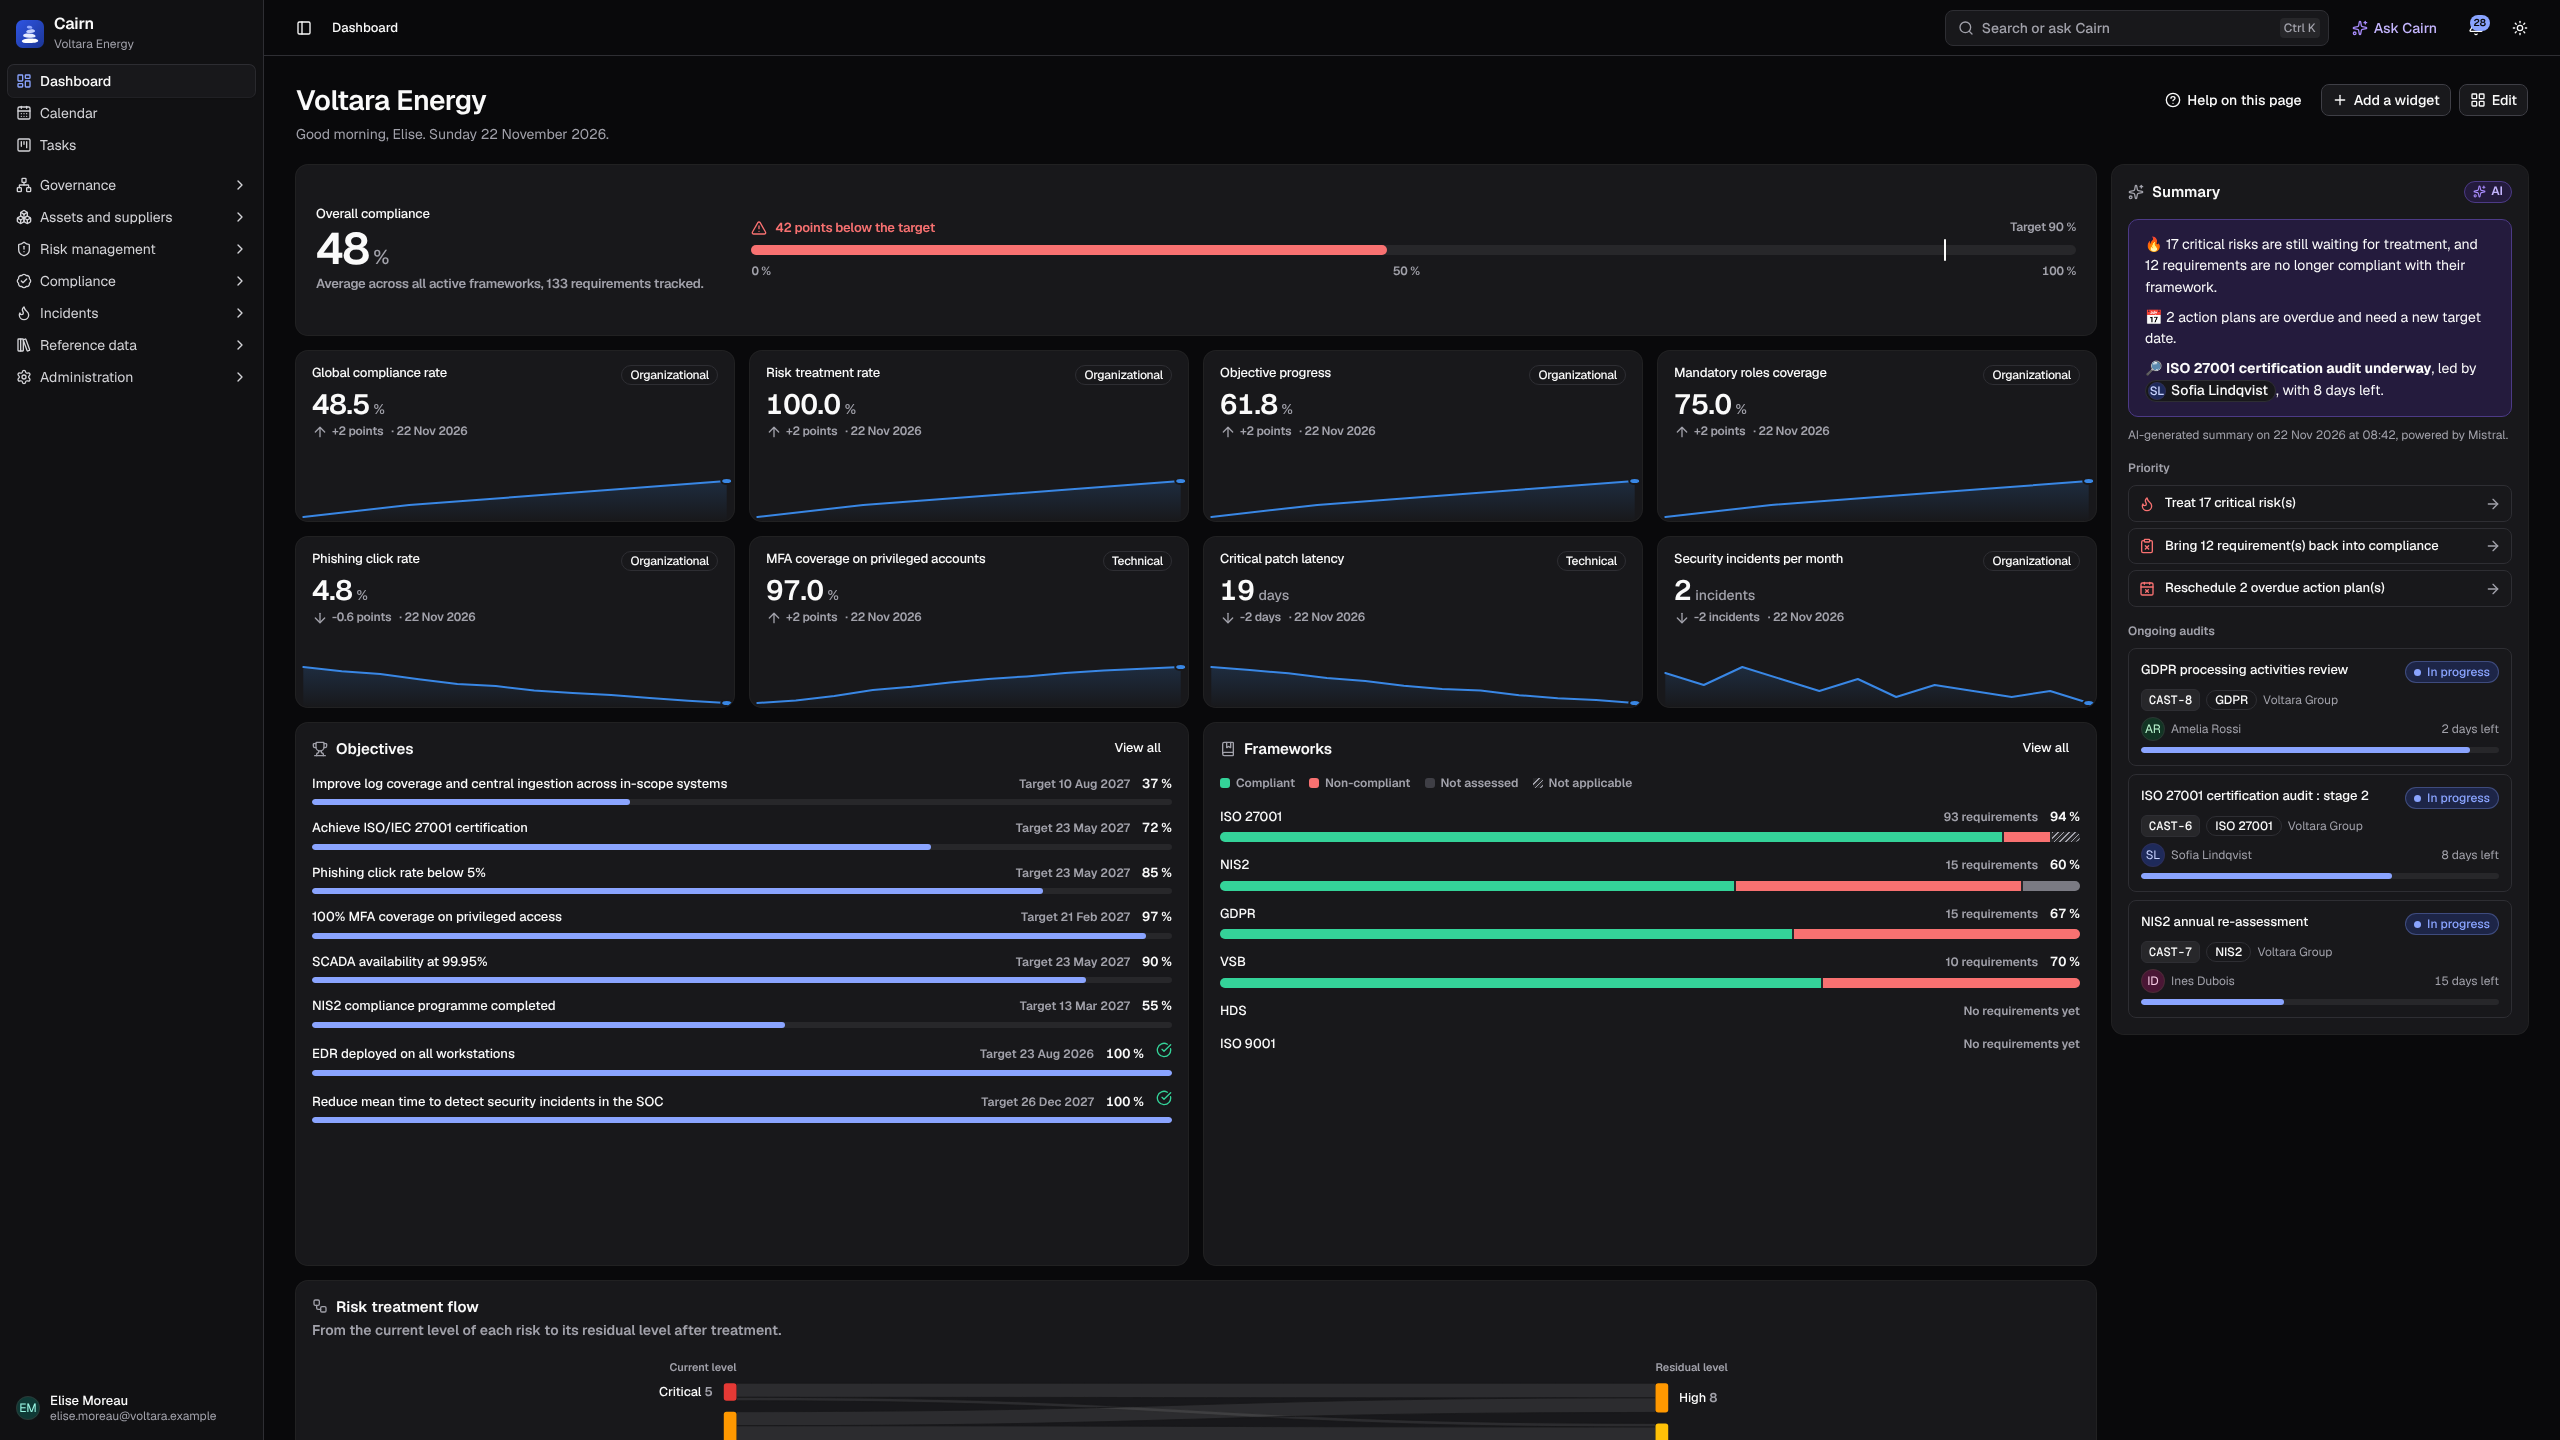 Cairn
Voltara Energy
Dashboard
Calendar
Tasks
Governance
Assets and suppliers
Risk management
Compliance
Incidents
Reference data
Administration
EM
Elise Moreau
elise.moreau@voltara.example
Dashboard
Search or ask Cairn
Ctrl K
Ask Cairn
28
Voltara Energy
Good morning, Elise. Sunday 22 November 2026.
Help on this page
Add a widget
Edit
Overall compliance
48 %
Average across all active frameworks, 133 requirements tracked.
42 points below the target
Target 90 %
0 %
50 %
100 %
Global compliance rate
Organizational
48.5 %
+2 points · 22 Nov 2026
Risk treatment rate
Organizational
100.0 %
+2 points · 22 Nov 2026
Objective progress
Organizational
61.8 %
+2 points · 22 Nov 2026
Mandatory roles coverage
Organizational
75.0 %
+2 points · 22 Nov 2026
Phishing click rate
Organizational
4.8 %
-0.6 points · 22 Nov 2026
MFA coverage on privileged accounts
Technical
97.0 %
+2 points · 22 Nov 2026
Critical patch latency
Technical
19 days
-2 days · 22 Nov 2026
Security incidents per month
Organizational
2 incidents
-2 incidents · 22 Nov 2026
Objectives
View all
Improve log coverage and central ingestion across in-scope systems
Target 10 Aug 2027 37 %
Achieve ISO/IEC 27001 certification
Target 23 May 2027 72 %
Phishing click rate below 5%
Target 23 May 2027 85 %
100% MFA coverage on privileged access
Target 21 Feb 2027 97 %
SCADA availability at 99.95%
Target 23 May 2027 90 %
NIS2 compliance programme completed
Target 13 Mar 2027 55 %
EDR deployed on all workstations
Target 23 Aug 2026 100 %
Reduce mean time to detect security incidents in the SOC
Target 26 Dec 2027 100 %
Frameworks
View all
Compliant
Non-compliant
Not assessed
Not applicable
ISO 27001
93 requirements 94 %
NIS2
15 requirements 60 %
GDPR
15 requirements 67 %
VSB
10 requirements 70 %
HDS
No requirements yet
ISO 9001
No requirements yet
Risk treatment flow
From the current level of each risk to its residual level after treatment.
Current level
Residual level
Critical 5
High 8
Summary
AI
🔥 17 critical risks are still waiting for treatment, and
12 requirements are no longer compliant with their
framework.
📅 2 action plans are overdue and need a new target
date.
🔎 ISO 27001 certification audit underway, led by
SL Sofia Lindqvist , with 8 days left.
AI-generated summary on 22 Nov 2026 at 08:42, powered by Mistral.
Priority
Treat 17 critical risk(s)
Bring 12 requirement(s) back into compliance
Reschedule 2 overdue action plan(s)
Ongoing audits
GDPR processing activities review
In progress
CAST-8 GDPR Voltara Group
AR Amelia Rossi
2 days left
ISO 27001 certification audit : stage 2
In progress
CAST-6 ISO 27001 Voltara Group
SL Sofia Lindqvist
8 days left
NIS2 annual re-assessment
In progress
CAST-7 NIS2 Voltara Group
ID Ines Dubois
15 days left